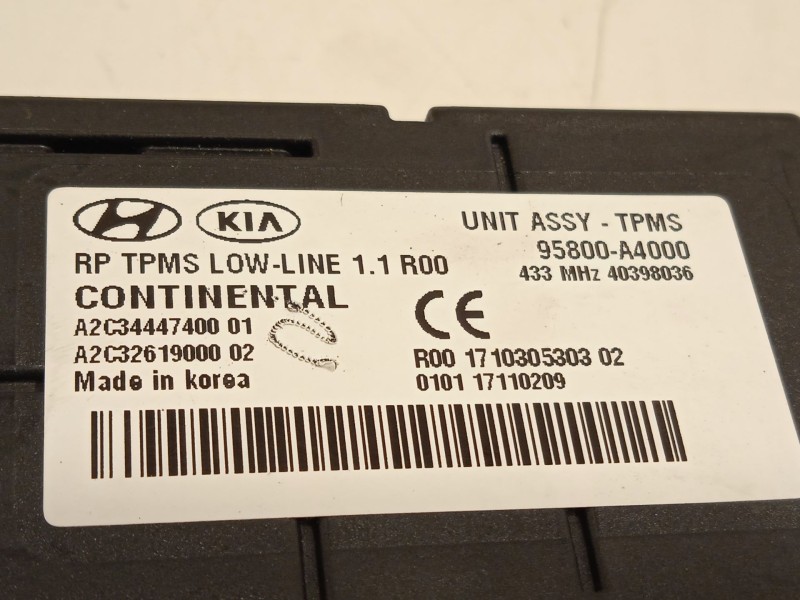 KIA
UNIT ASSY - TPMS
RP TPMS LOW-LINE 1.1 R00
95800-A4000
433 MHz 40398036
CONTINENTAL
A2C34447400 01
A2C32619000 02
CE
R00 1710305303 02
Made in korea
0101 17110209